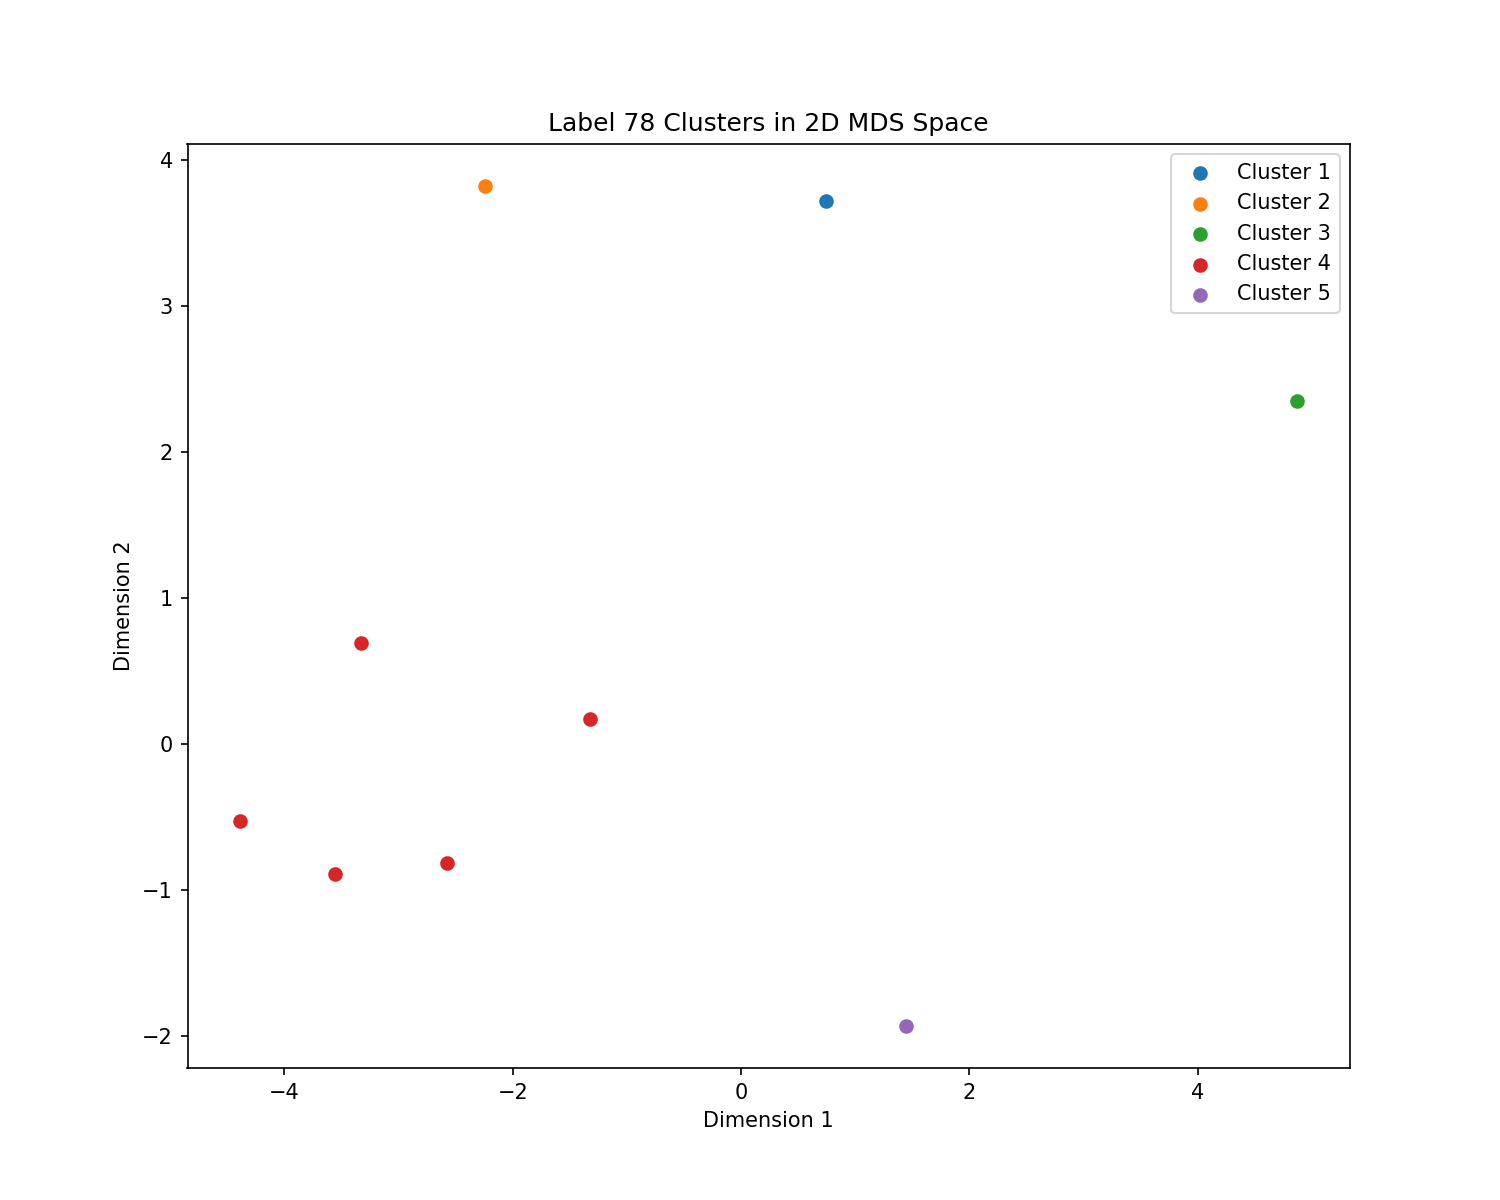 Label 78 Clusters in 2D MDS Space
Cluster 1
Cluster 2
Cluster 3
Cluster 4
Cluster 5
4
3
2
1
0
−1
−2
Dimension 2
−4
−2
0
2
4
Dimension 1